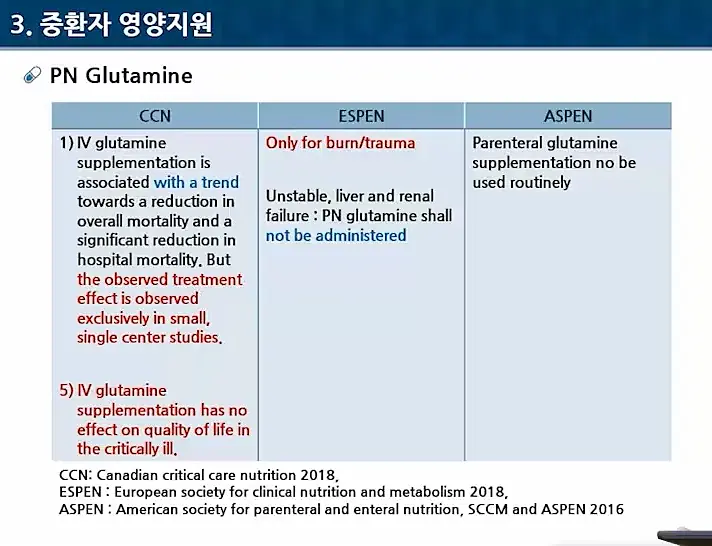 3. 중환자 영양지원
PN Glutamine
CCN
ESPEN
ASPEN
1) IV glutamine
supplementation is
associated with a trend
towards a reduction in
overall mortality and a
significant reduction in
hospital mortality. But
the observed treatment
effect is observed
exclusively in small,
single center studies.
5) IV glutamine
supplementation has no
effect on quality of life in
the critically ill.
Only for burn/trauma
Unstable, liver and renal
failure : PN glutamine shall
not be administered
Parenteral glutamine
supplementation no be
used routinely
CCN: Canadian critical care nutrition 2018,
ESPEN : European society for clinical nutrition and metabolism 2018,
ASPEN : American society for parenteral and enteral nutrition, SCCM and ASPEN 2016